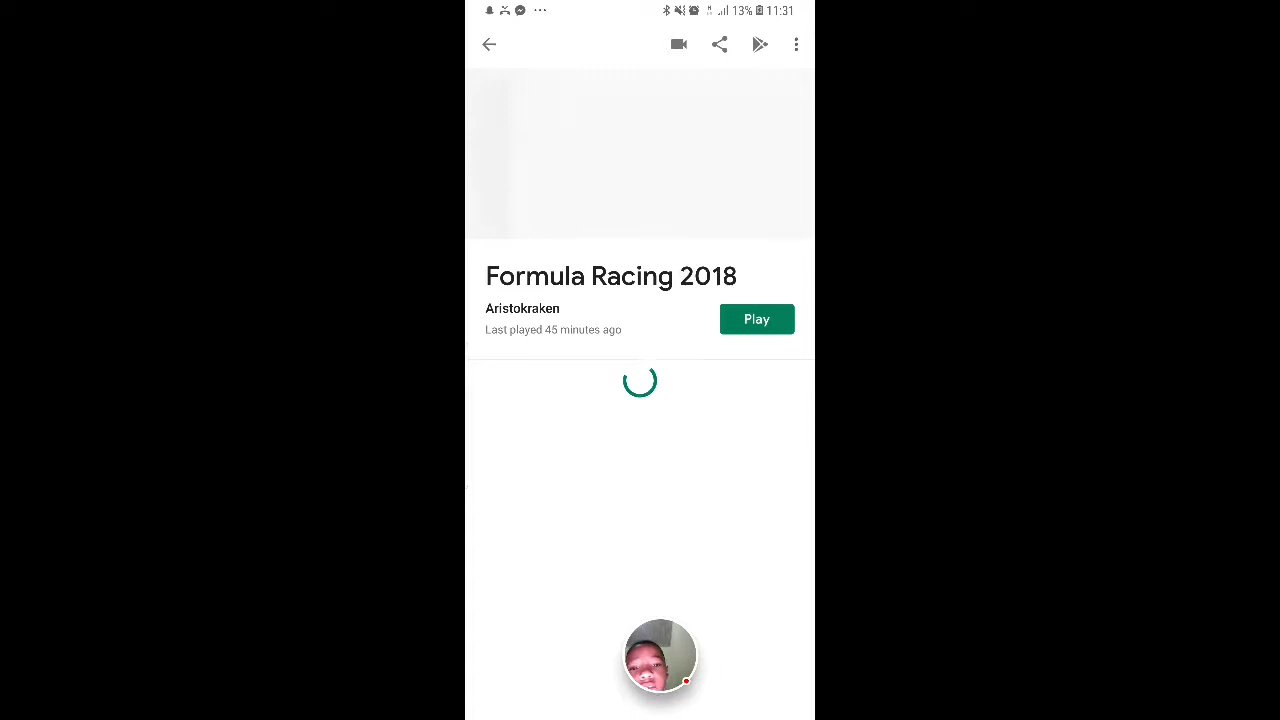 13% 11:31
Formula Racing 2018
Aristokraken
Last played 45 minutes ago
Play